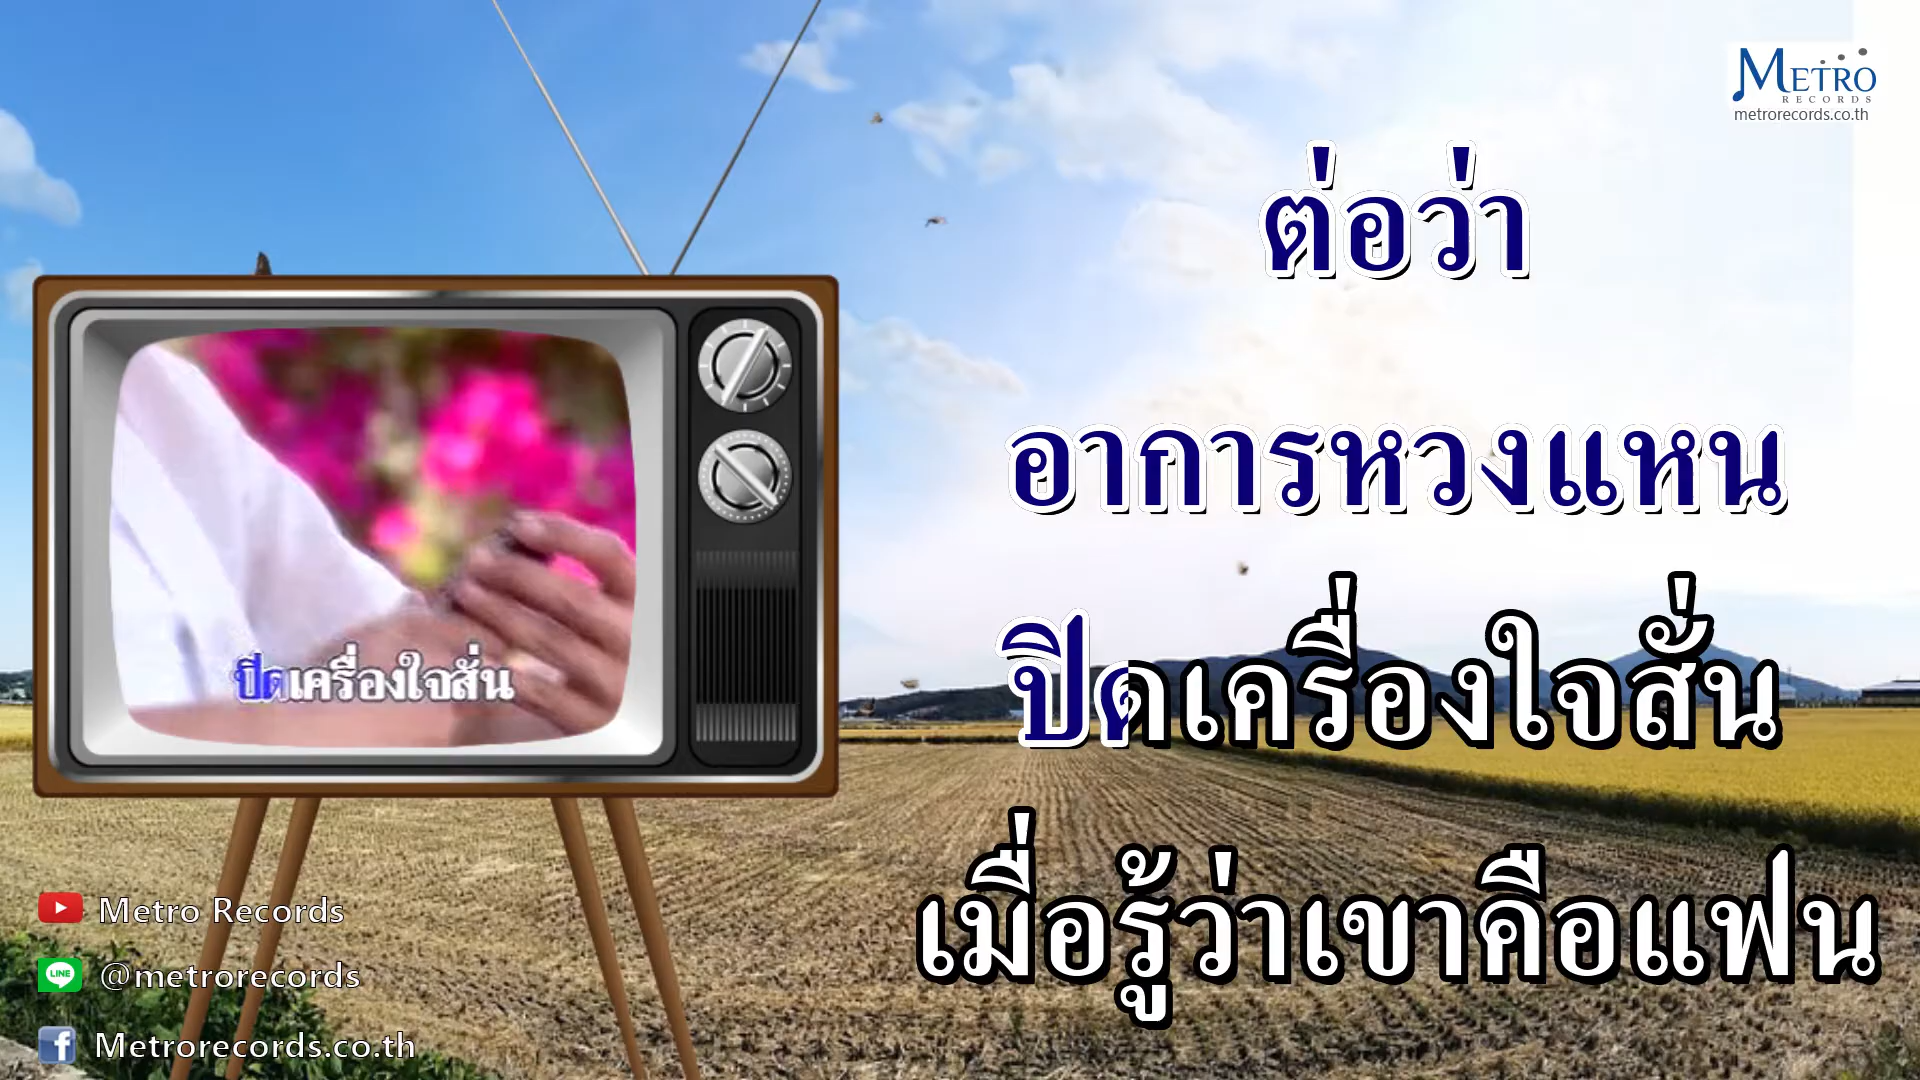 METRO
RECORDS
metrorecords.co.th
ต่อว่า
อาการหวงแหน
ปิดเครื่องใจสั่น
เมื่อรู้ว่าเขาคือแฟน
ปิดเครื่องใจสั่น
Metro Records
LINE
@metrorecords
Metrorecords.co.th